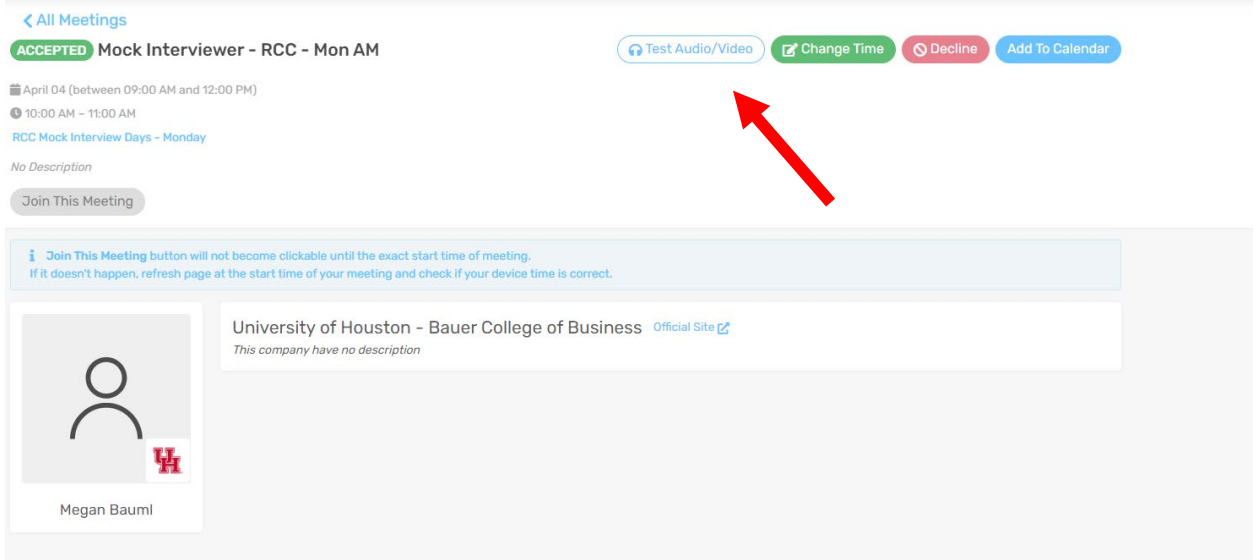 All Meetings
ACCEPTED Mock Interviewer - RCC - Mon AM
Test Audio/Video
Change Time
Decline
Add To Calendar
April 04 (between 09:00 AM and 12:00 PM)
10:00 AM – 11:00 AM
RCC Mock Interview Days - Monday
No Description
Join This Meeting
Join This Meeting button will not become clickable until the exact start time of meeting.
If it doesn't happen, refresh page at the start time of your meeting and check if your device time is correct.
University of Houston - Bauer College of Business Official Site
This company have no description
UH
Megan Bauml